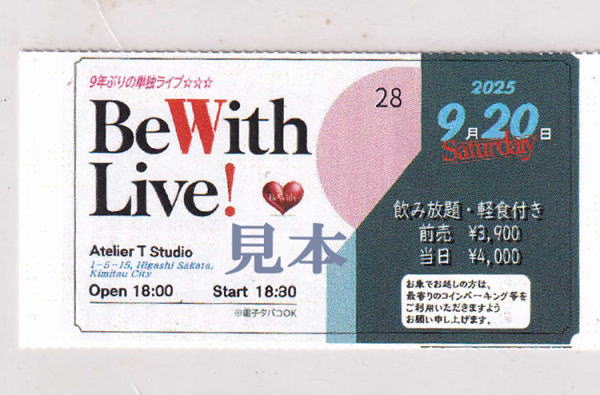 9年ぶりの単独ライブ☆☆☆
BeWith
Live!
BeWith
28
2025
9月20日
Saturday
飲み放題・軽食付き
前売 ¥3,900
当日 ¥4,000
お車でお越しの方は、
最寄りのコインパーキング等を
ご利用いただきますよう
お願い申し上げます。
見本
Atelier T Studio
1-5-15, Higashi Sakata,
Kimitsu City
Open 18:00 Start 18:30
※電子タバコOK